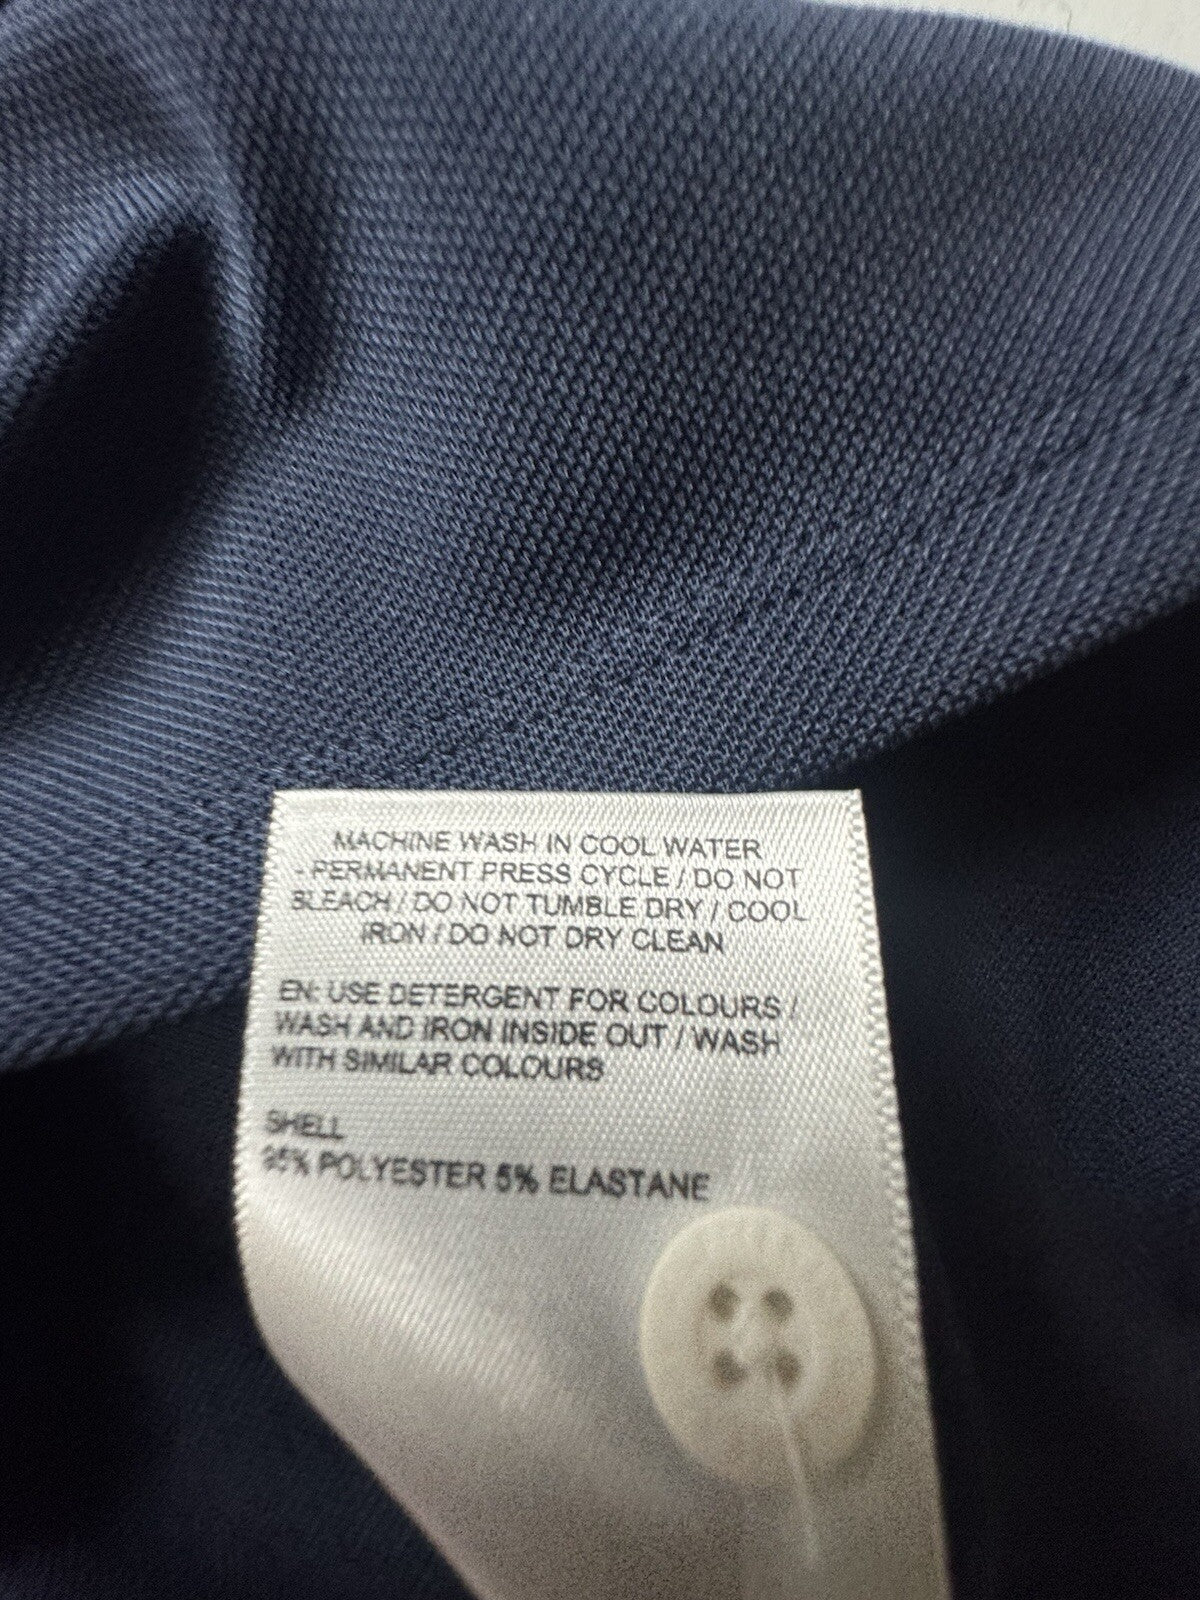 MACHINE WASH IN COOL WATER
- PERMANENT PRESS CYCLE / DO NOT
BLEACH / DO NOT TUMBLE DRY / COOL
IRON / DO NOT DRY CLEAN
EN: USE DETERGENT FOR COLOURS /
WASH AND IRON INSIDE OUT / WASH
WITH SIMILAR COLOURS
SHELL
95% POLYESTER 5% ELASTANE